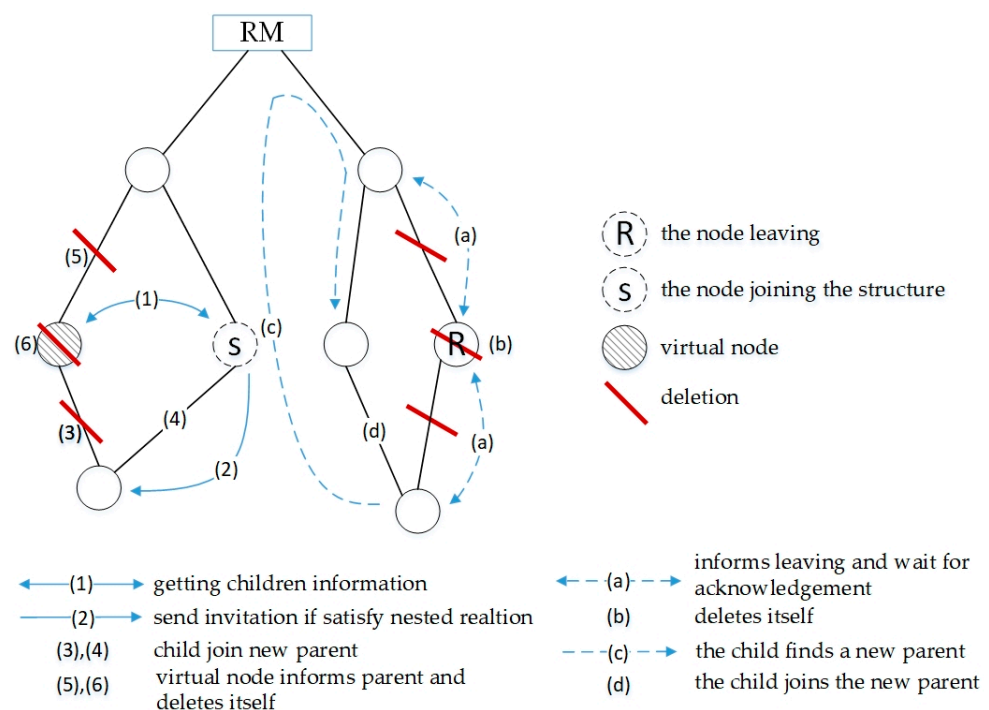 RM
(a)
(5)
(1)
(c)
(6)
S
R
(b)
(4)
(3)
(d)
(a)
(2)
R the node leaving
S the node joining the structure
virtual node
deletion
(1) getting children information
(2) send invitation if satisfy nested realtion
(3),(4) child join new parent
(5),(6) virtual node informs parent and
deletes itself
(a) informs leaving and wait for
acknowledgement
(b) deletes itself
(c) the child finds a new parent
(d) the child joins the new parent